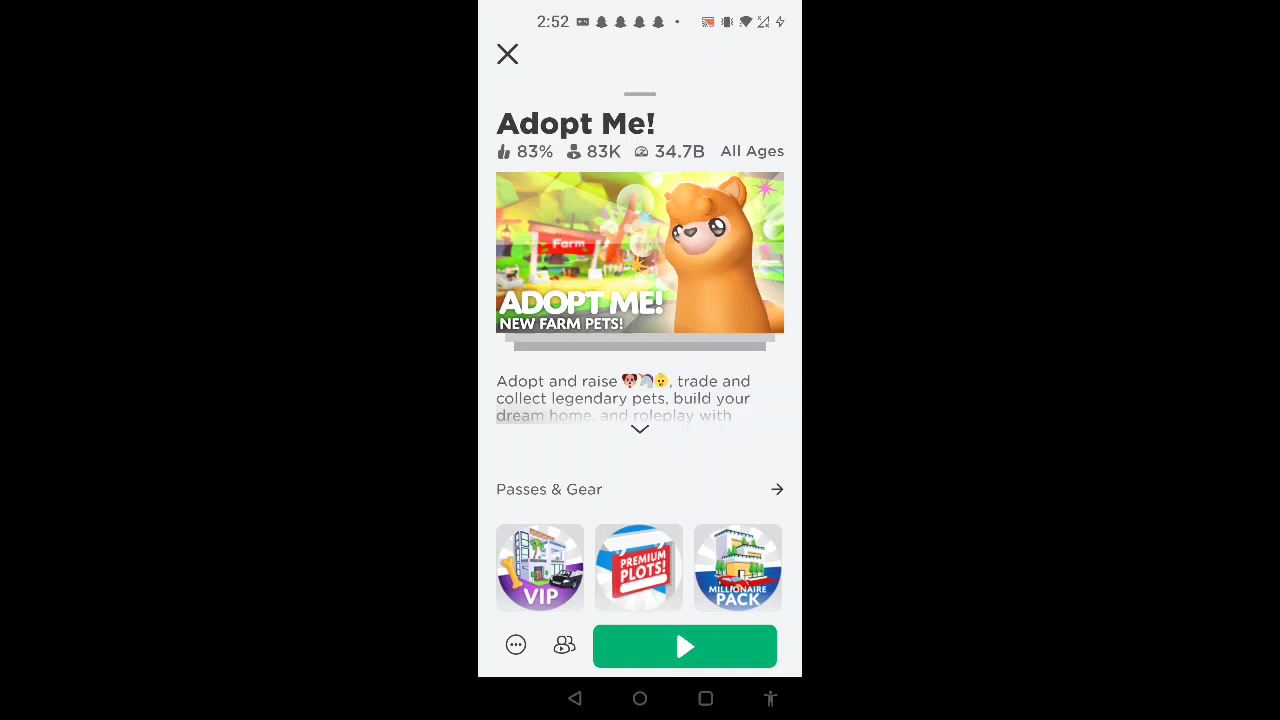 2:52
Adopt Me!
83% 83K 34.7B All Ages
Farm
ADOPT ME!
NEW FARM PETS!
Adopt and raise 🐶🦄👶, trade and
collect legendary pets, build your
dream home, and roleplay with
Passes & Gear
VIP
PREMIUM
PLOTS!
MILLIONAIRE
PACK